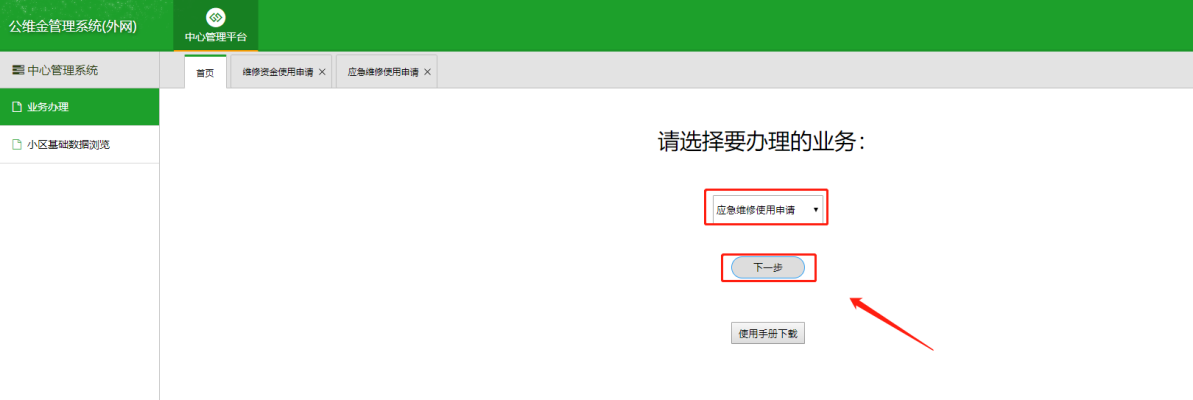 公维金管理系统(外网)
中心管理平台
中心管理系统
首页
维修资金使用申请 ×
应急维修使用申请 ×
业务办理
小区基础数据浏览
请选择要办理的业务：
应急维修使用申请
下一步
使用手册下载